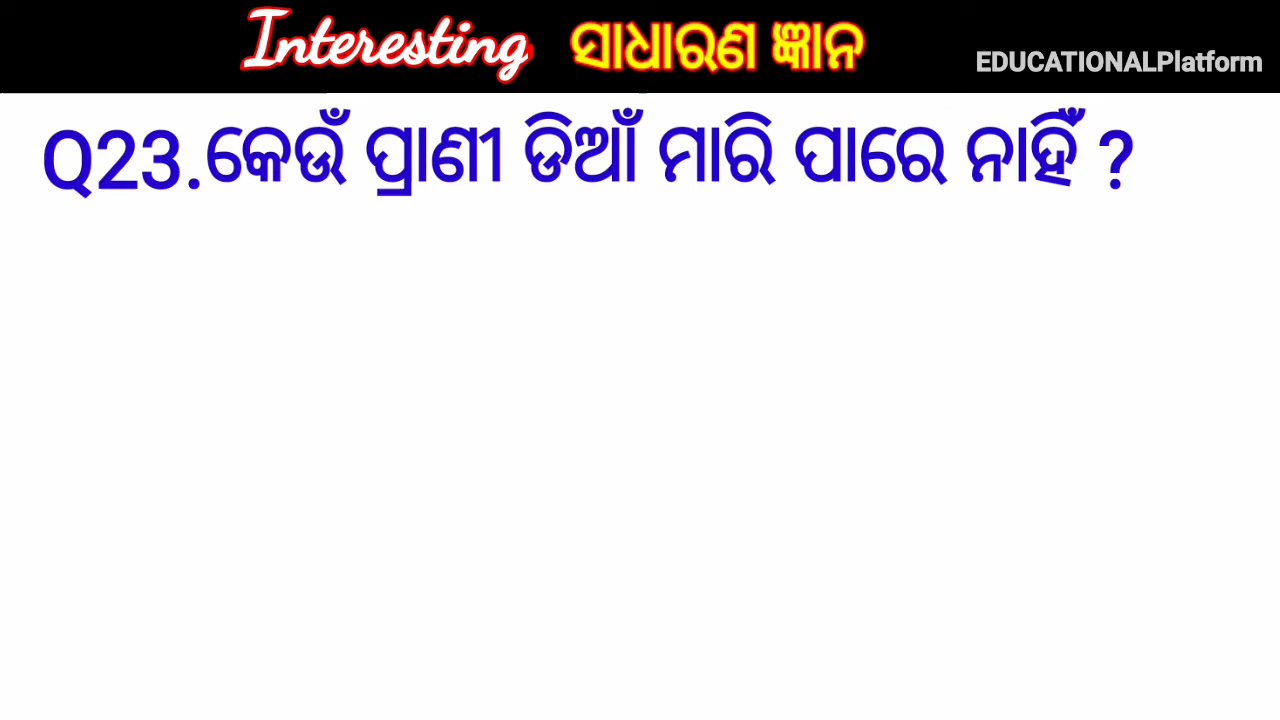 Interesting ସାଧାରଣ ଜ୍ଞାନ EDUCATIONALPlatform
Q23.କେଉଁ ପ୍ରାଣୀ ଡିଆଁ ମାରି ପାରେ ନାହିଁ ?